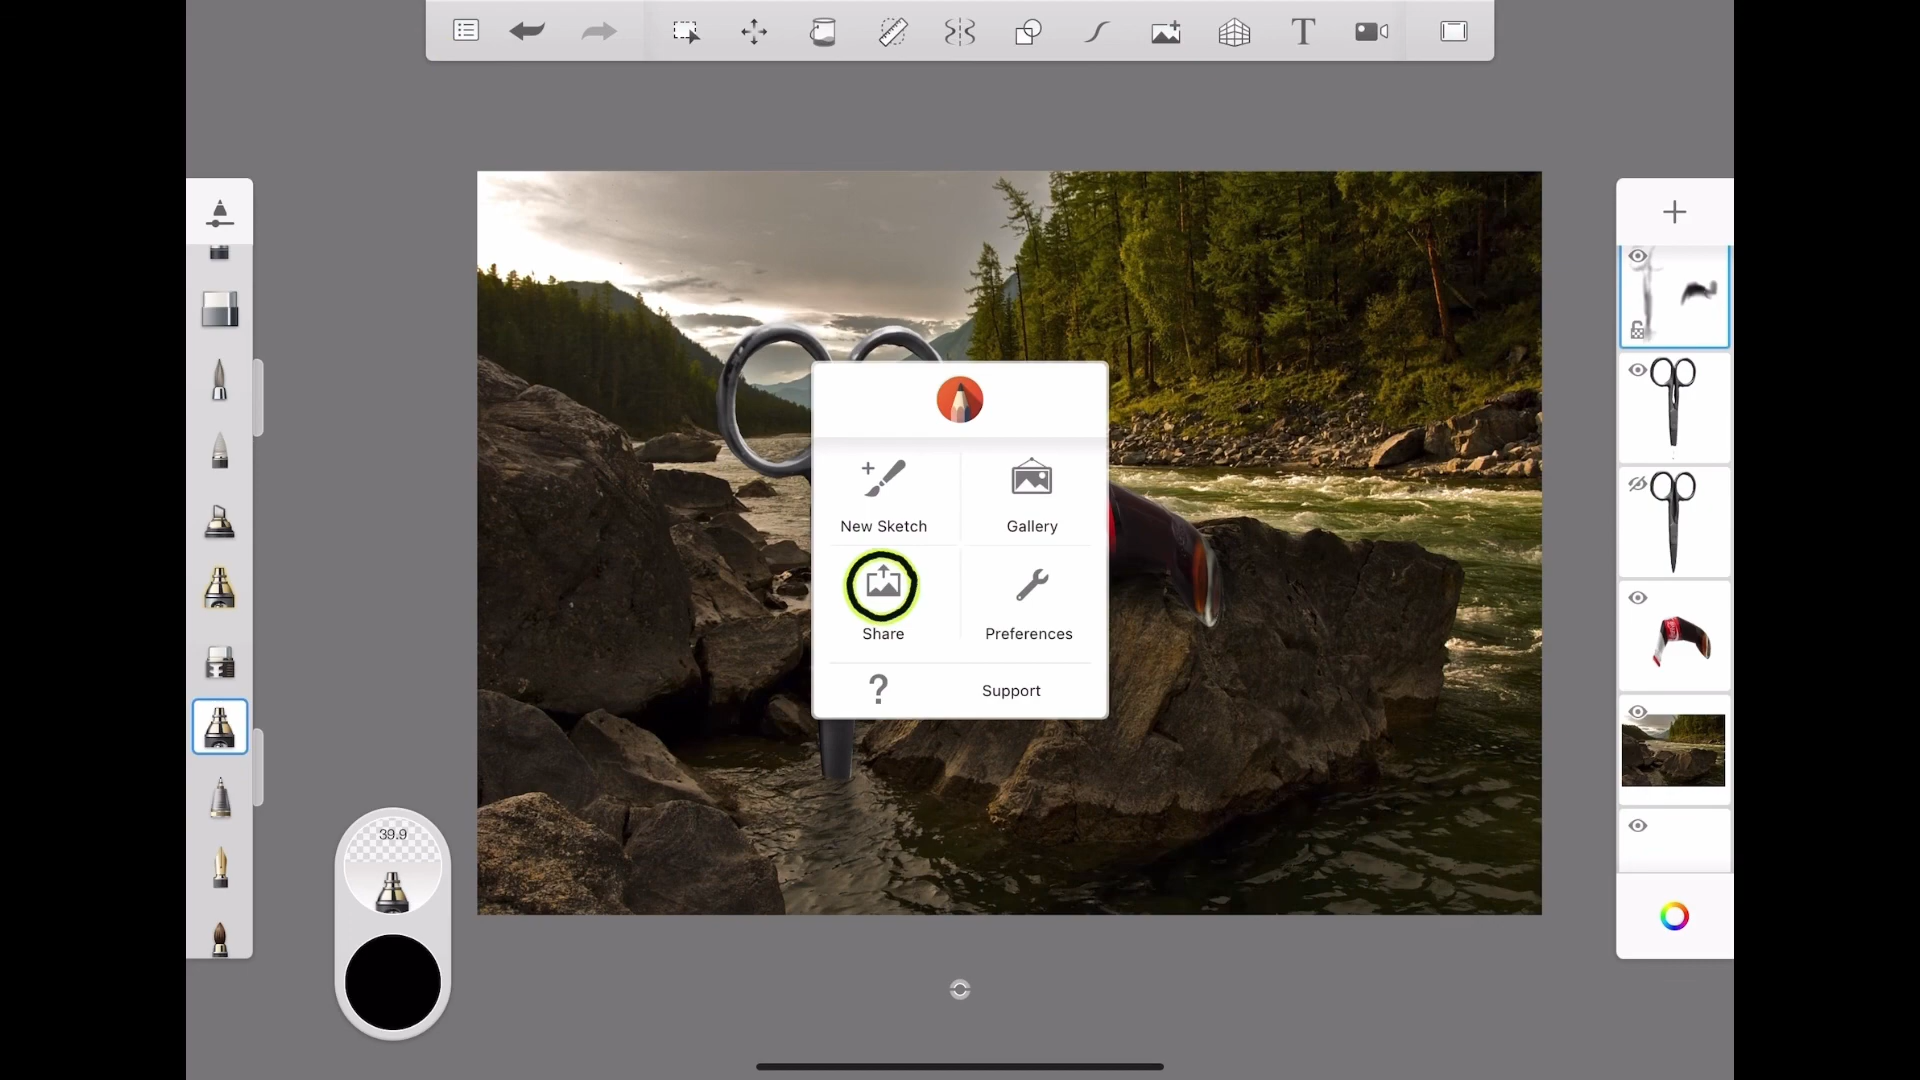 New Sketch
Gallery
Share
Preferences
? Support
39.9